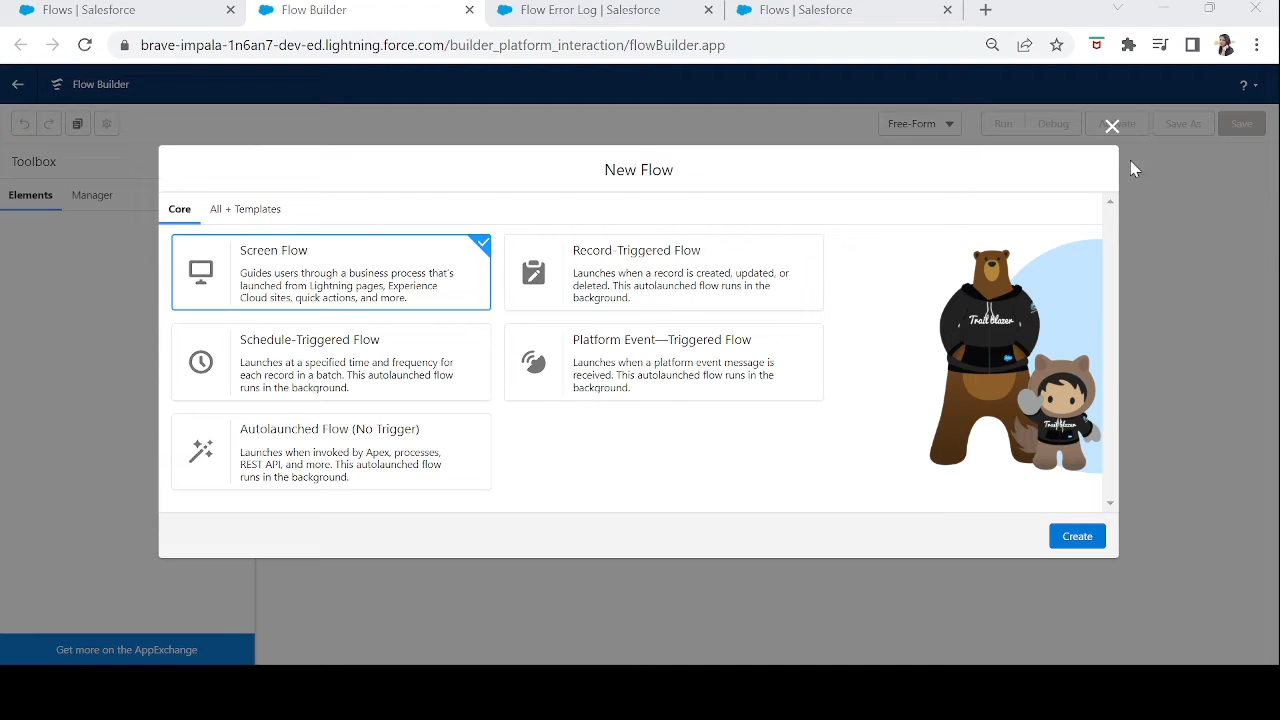 Flows | Salesforce
Flow Builder
Flow Error Log | Salesforce
Flows | Salesforce
brave-impala-1n6an7-dev-ed.lightning.force.com/builder_platform_interaction/flowBuilder.app
Flow Builder
?
Free-Form
Run
Debug
Activate
Save As
Save
Toolbox
Elements
Manager
New Flow
Core
All + Templates
Screen Flow
Guides users through a business process that's
launched from Lightning pages, Experience
Cloud sites, quick actions, and more.
Record-Triggered Flow
Launches when a record is created, updated, or
deleted. This autolaunched flow runs in the
background.
Schedule-Triggered Flow
Launches at a specified time and frequency for
each record in a batch. This autolaunched flow
runs in the background.
Platform Event—Triggered Flow
Launches when a platform event message is
received. This autolaunched flow runs in the
background.
Autolaunched Flow (No Trigger)
Launches when invoked by Apex, processes,
REST API, and more. This autolaunched flow
runs in the background.
Trailblazer
Trailblazer
Create
Get more on the AppExchange